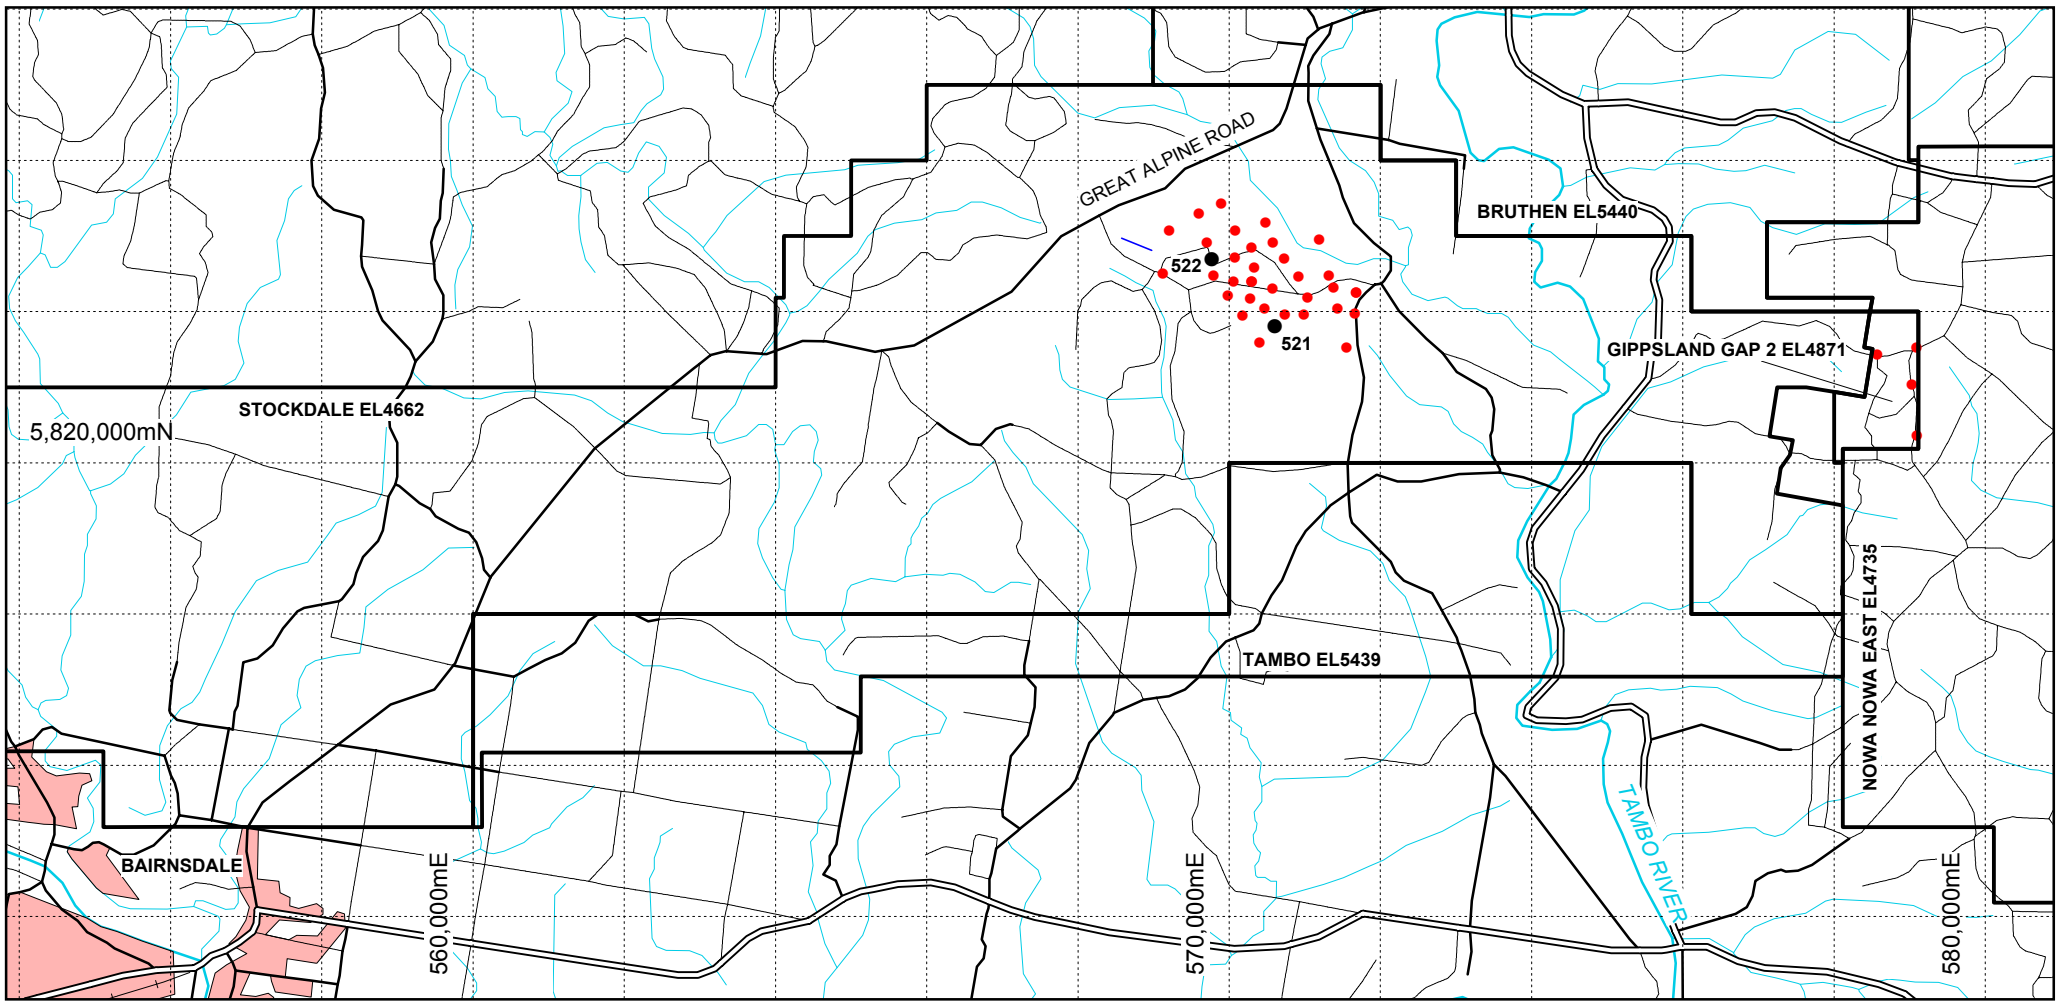 GREAT ALPINE ROAD
BRUTHEN EL5440
522
521
GIPPSLAND GAP 2 EL4871
STOCKDALE EL4662
5,820,000mN
NOWA NOWA EAST EL4735
TAMBO EL5439
TAMBO RIVER
BAIRNSDALE
560,000mE
570,000mE
580,000mE